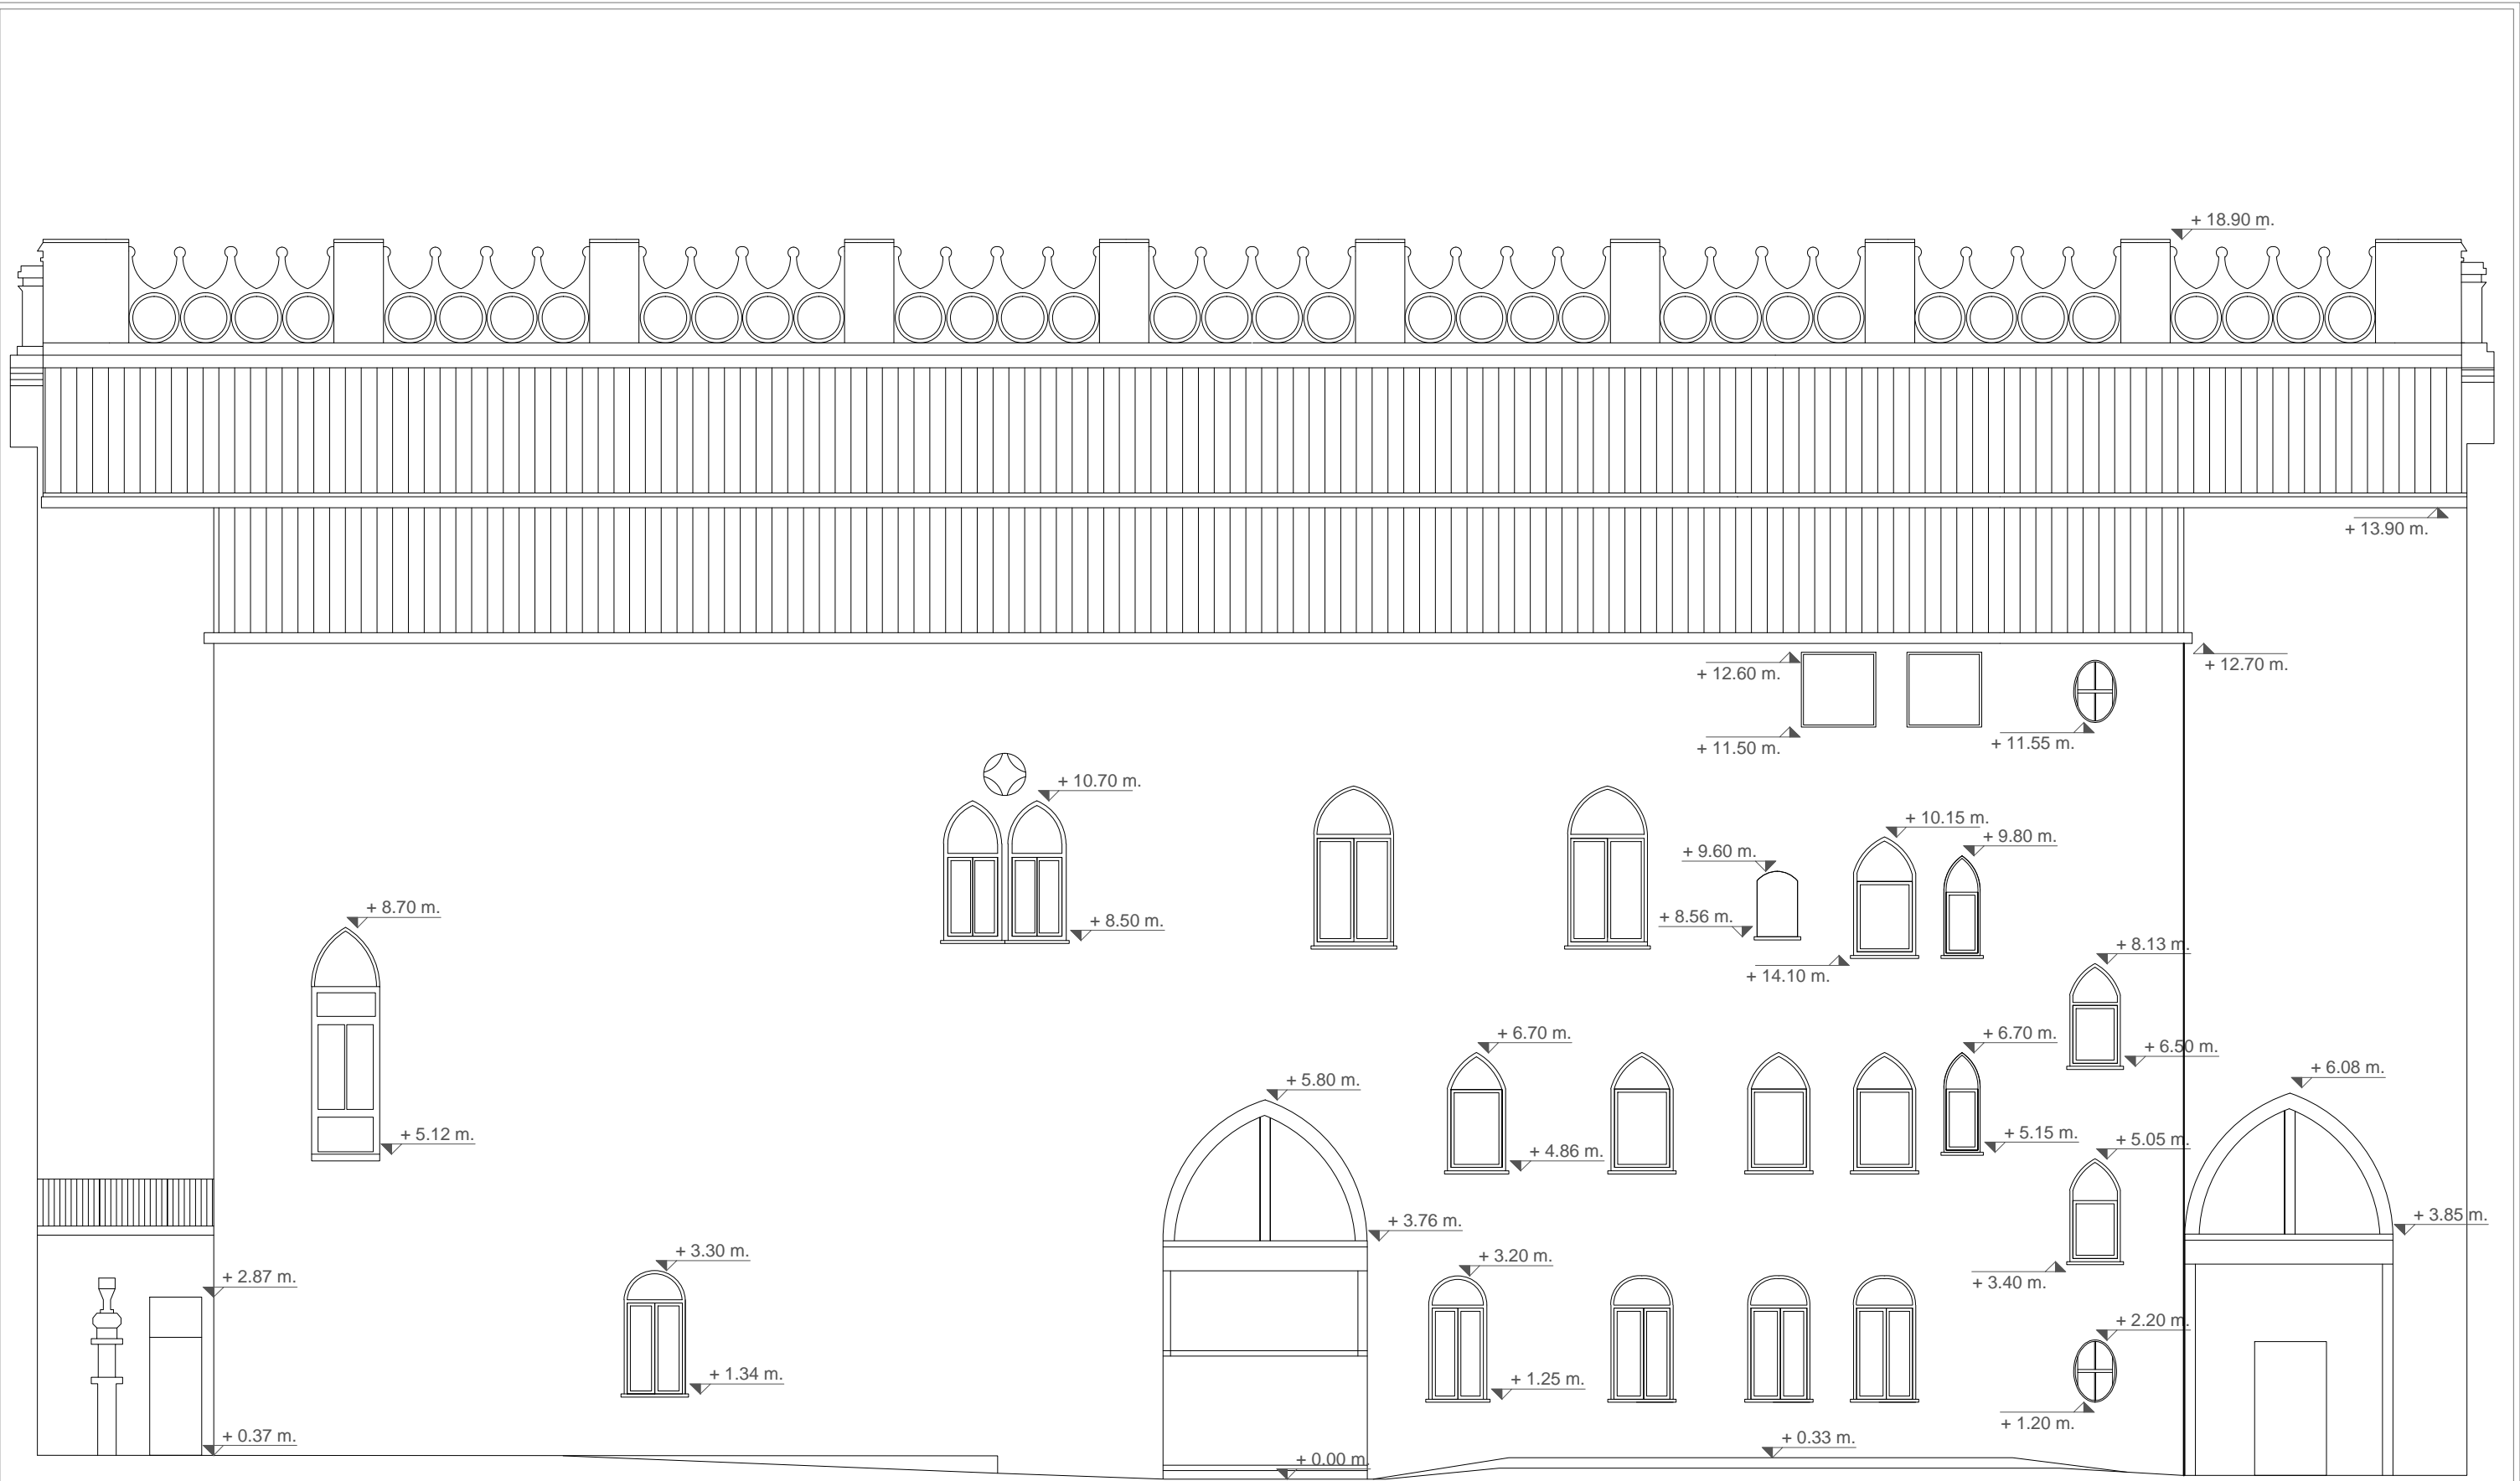 + 18.90 m.
+ 13.90 m.
+ 12.60 m.
+ 12.70 m.
+ 11.50 m.
+ 11.55 m.
+ 10.70 m.
+ 10.15 m.
+ 9.80 m.
+ 9.60 m.
+ 8.70 m.
+ 8.50 m.
+ 8.56 m.
+ 8.13 m.
+ 14.10 m.
+ 6.70 m.
+ 6.70 m.
+ 6.50 m.
+ 5.80 m.
+ 6.08 m.
+ 5.12 m.
+ 4.86 m.
+ 5.15 m.
+ 5.05 m.
+ 3.76 m.
+ 3.85 m.
+ 3.30 m.
+ 3.20 m.
+ 2.87 m.
+ 3.40 m.
+ 2.20 m.
+ 1.34 m.
+ 1.25 m.
+ 1.20 m.
+ 0.37 m.
+ 0.33 m.
+ 0.00 m.